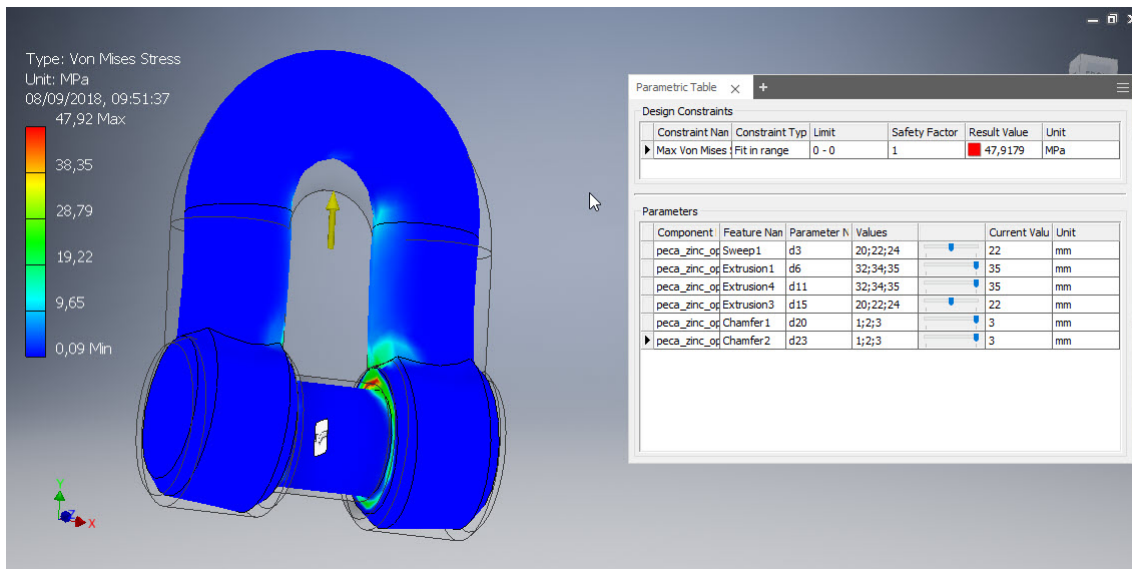 Type: Von Mises Stress
Unit: MPa
08/09/2018, 09:51:37
47,92 Max
38,35
28,79
19,22
9,65
0,09 Min
Y
Z
X
Parametric Table
Design Constraints
Constraint Nan Constraint Typ Limit Safety Factor Result Value Unit
Max Von Mises Fit in range 0 - 0 1 47,9179 MPa
Parameters
Component Feature Nan Parameter N Values Current Valu Unit
peca_zinc_op Sweep1 d3 20;22;24 22 mm
peca_zinc_op Extrusion1 d6 32;34;35 35 mm
peca_zinc_op Extrusion4 d11 32;34;35 35 mm
peca_zinc_op Extrusion3 d15 20;22;24 22 mm
peca_zinc_op Chamfer1 d20 1;2;3 3 mm
peca_zinc_op Chamfer2 d23 1;2;3 3 mm